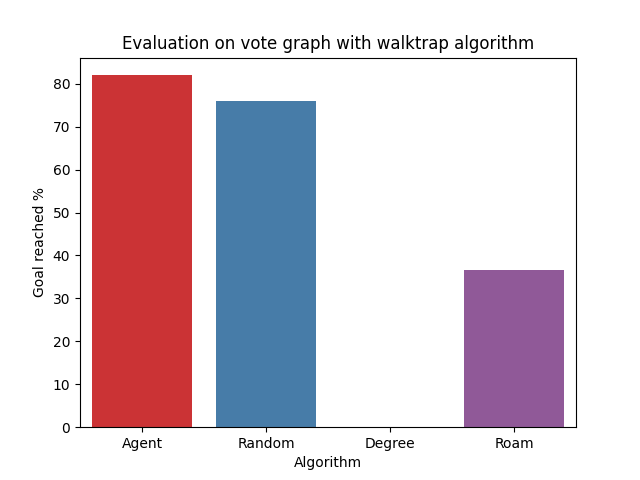 Evaluation on vote graph with walktrap algorithm
80
70
60
50
40
30
20
10
0
Goal reached %
Agent Random Degree Roam
Algorithm